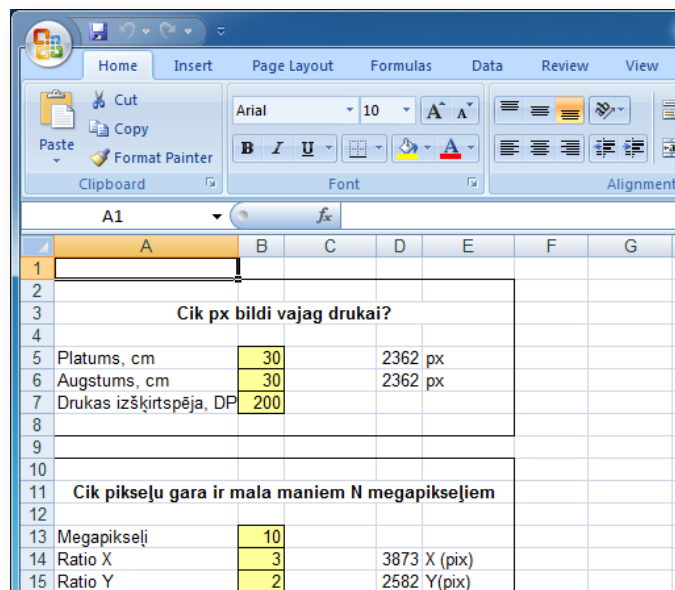 Home Insert Page Layout Formulas Data Review View
Paste
Cut
Copy
Format Painter
Clipboard
Arial 10 A A
B I U A
Font
Alignment
A1 fx
A B C D E F G
1
2
3 Cik px bildi vajag drukai?
4
5 Platums, cm 30 2362 px
6 Augstums, cm 30 2362 px
7 Drukas izšķirtspēja, DP 200
8
9
10
11 Cik pikseļu gara ir mala maniem N megapikseļiem
12
13 Megapikseļi 10
14 Ratio X 3 3873 X (pix)
15 Ratio Y 2 2582 Y(pix)